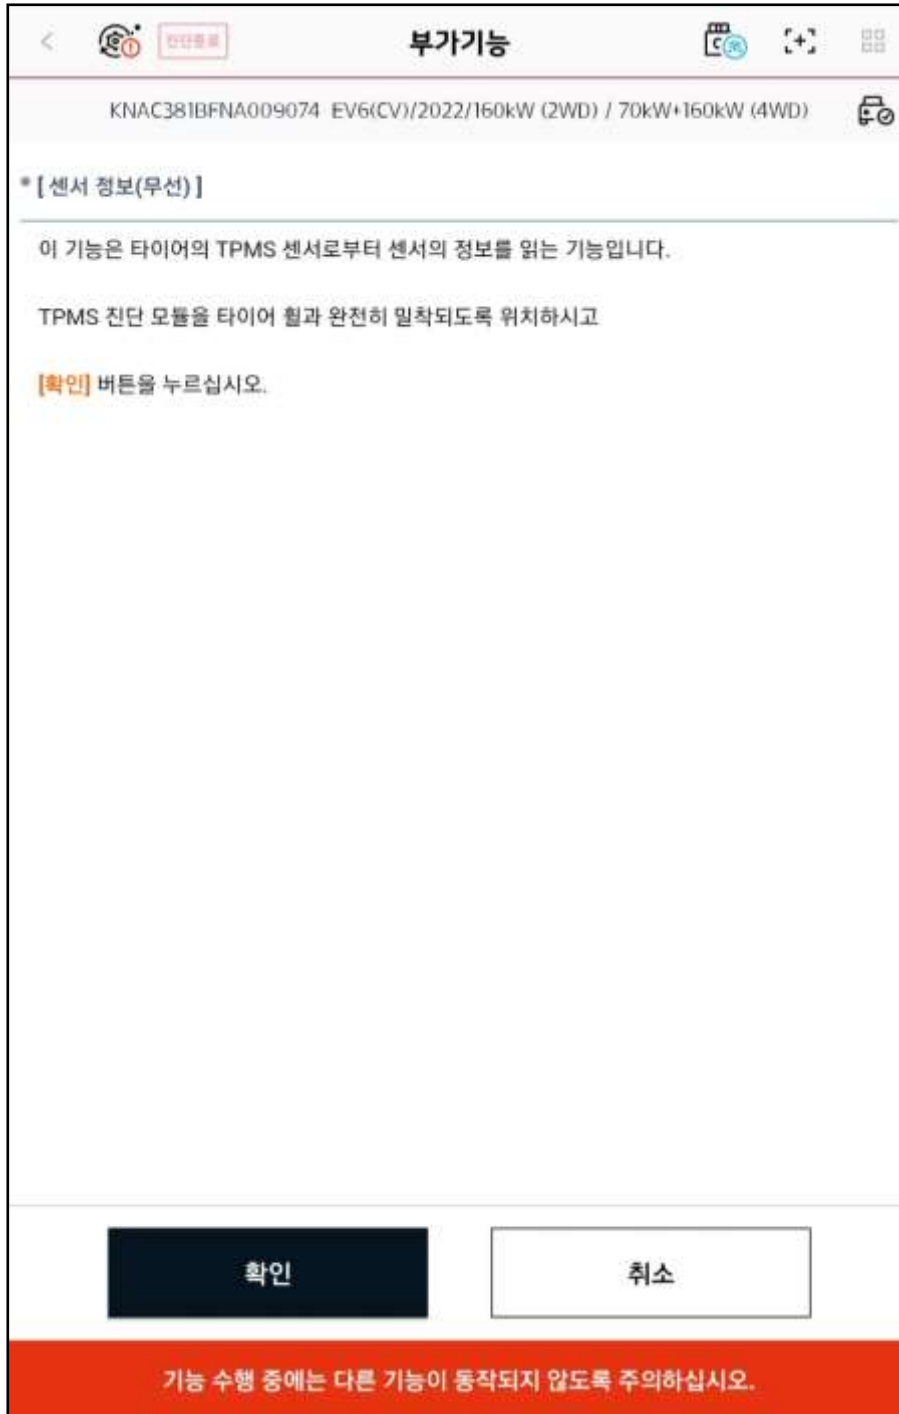 부가기능
KNAC381BFNA009074 EV6(CV)/2022/160kW (2WD) / 70kW+160kW (4WD)
* [ 센서 정보(무선) ]
이 기능은 타이어의 TPMS 센서로부터 센서의 정보를 읽는 기능입니다.
TPMS 진단 모듈을 타이어 휠과 완전히 밀착되도록 위치하시고
[확인] 버튼을 누르십시오.
확인 취소
기능 수행 중에는 다른 기능이 동작되지 않도록 주의하십시오.